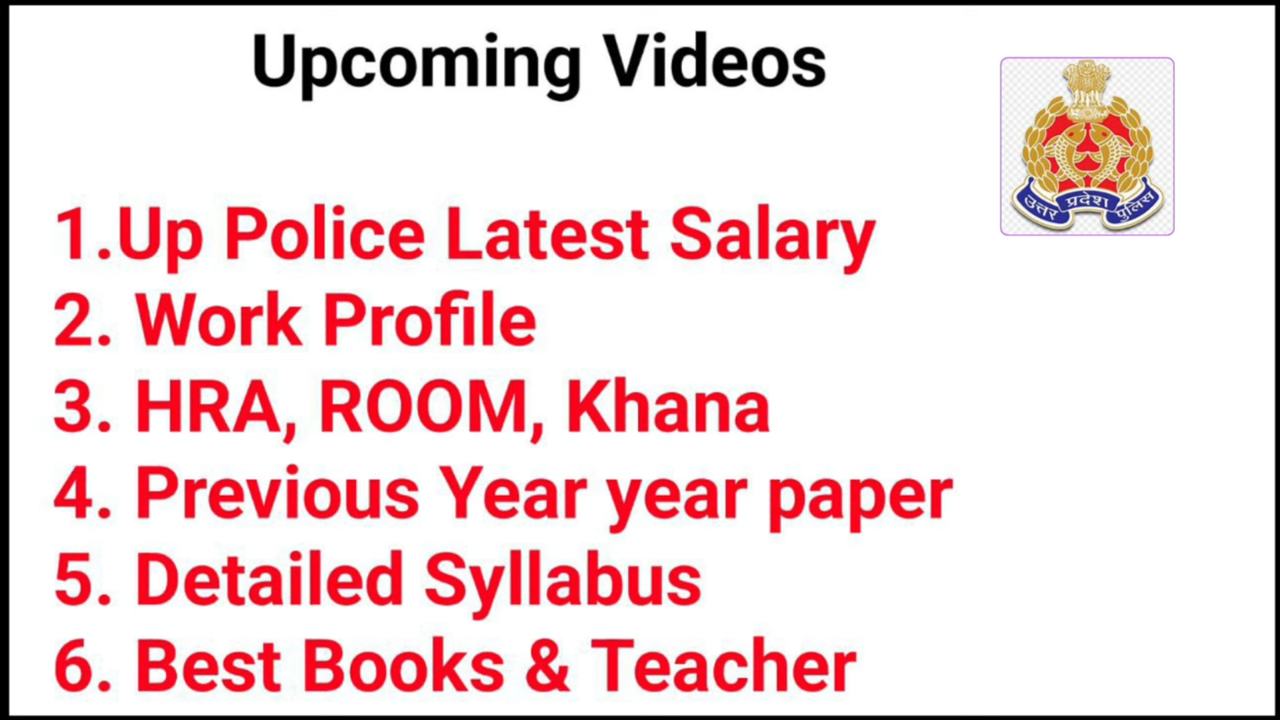 Upcoming Videos
उत्तर प्रदेश पुलिस
1.Up Police Latest Salary
2. Work Profile
3. HRA, ROOM, Khana
4. Previous Year year paper
5. Detailed Syllabus
6. Best Books & Teacher